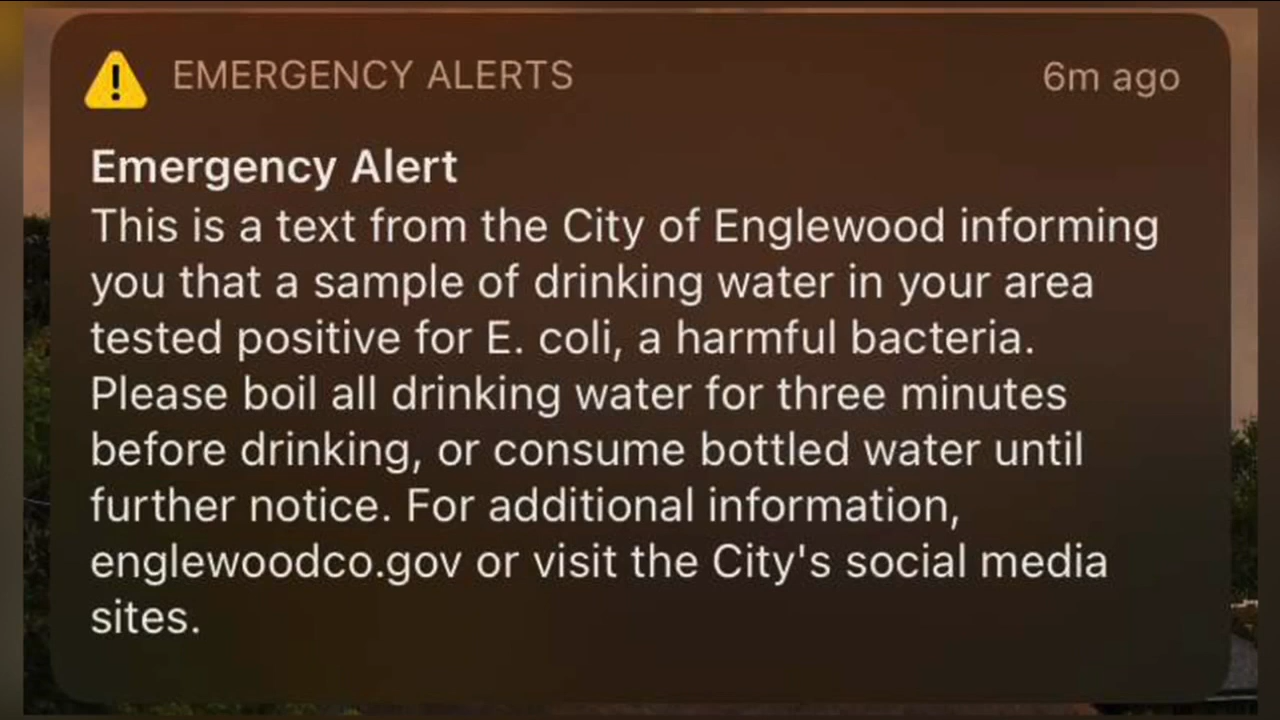 EMERGENCY ALERTS
6m ago
Emergency Alert
This is a text from the City of Englewood informing
you that a sample of drinking water in your area
tested positive for E. coli, a harmful bacteria.
Please boil all drinking water for three minutes
before drinking, or consume bottled water until
further notice. For additional information,
englewoodco.gov or visit the City's social media
sites.